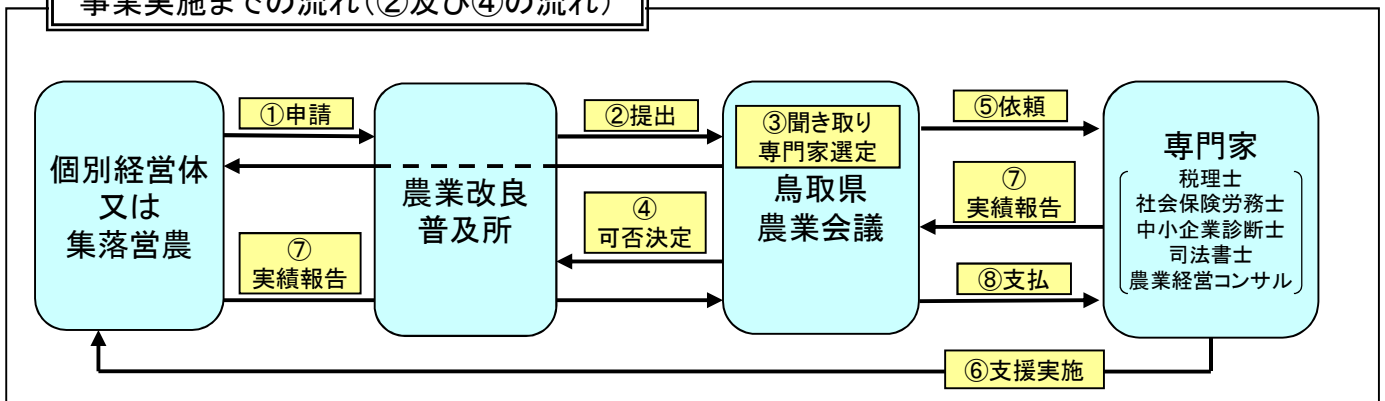 事業実施までの流れ(②及び④の流れ)
個別経営体
又は
集落営農
①申請
⑦
実績報告
農業改良
普及所
②提出
④
可否決定
③聞き取り
専門家選定
鳥取県
農業会議
⑤依頼
⑦
実績報告
⑧支払
専門家
税理士
社会保険労務士
中小企業診断士
司法書士
農業経営コンサル
⑥支援実施